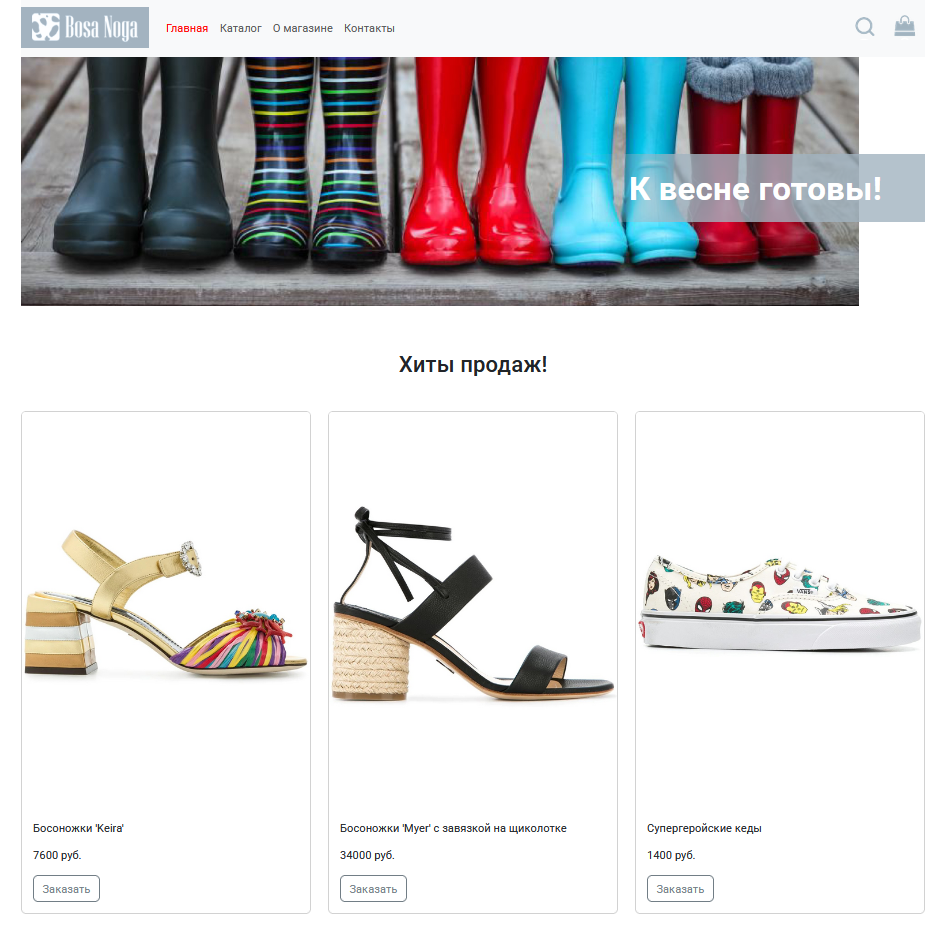 Bosa Noga
Главная Каталог О магазине Контакты
К весне готовы!
Хиты продаж!
VANS
Босоножки 'Keira'
7600 руб.
Заказать
Босоножки 'Myer' с завязкой на щиколотке
34000 руб.
Заказать
Супергеройские кеды
1400 руб.
Заказать